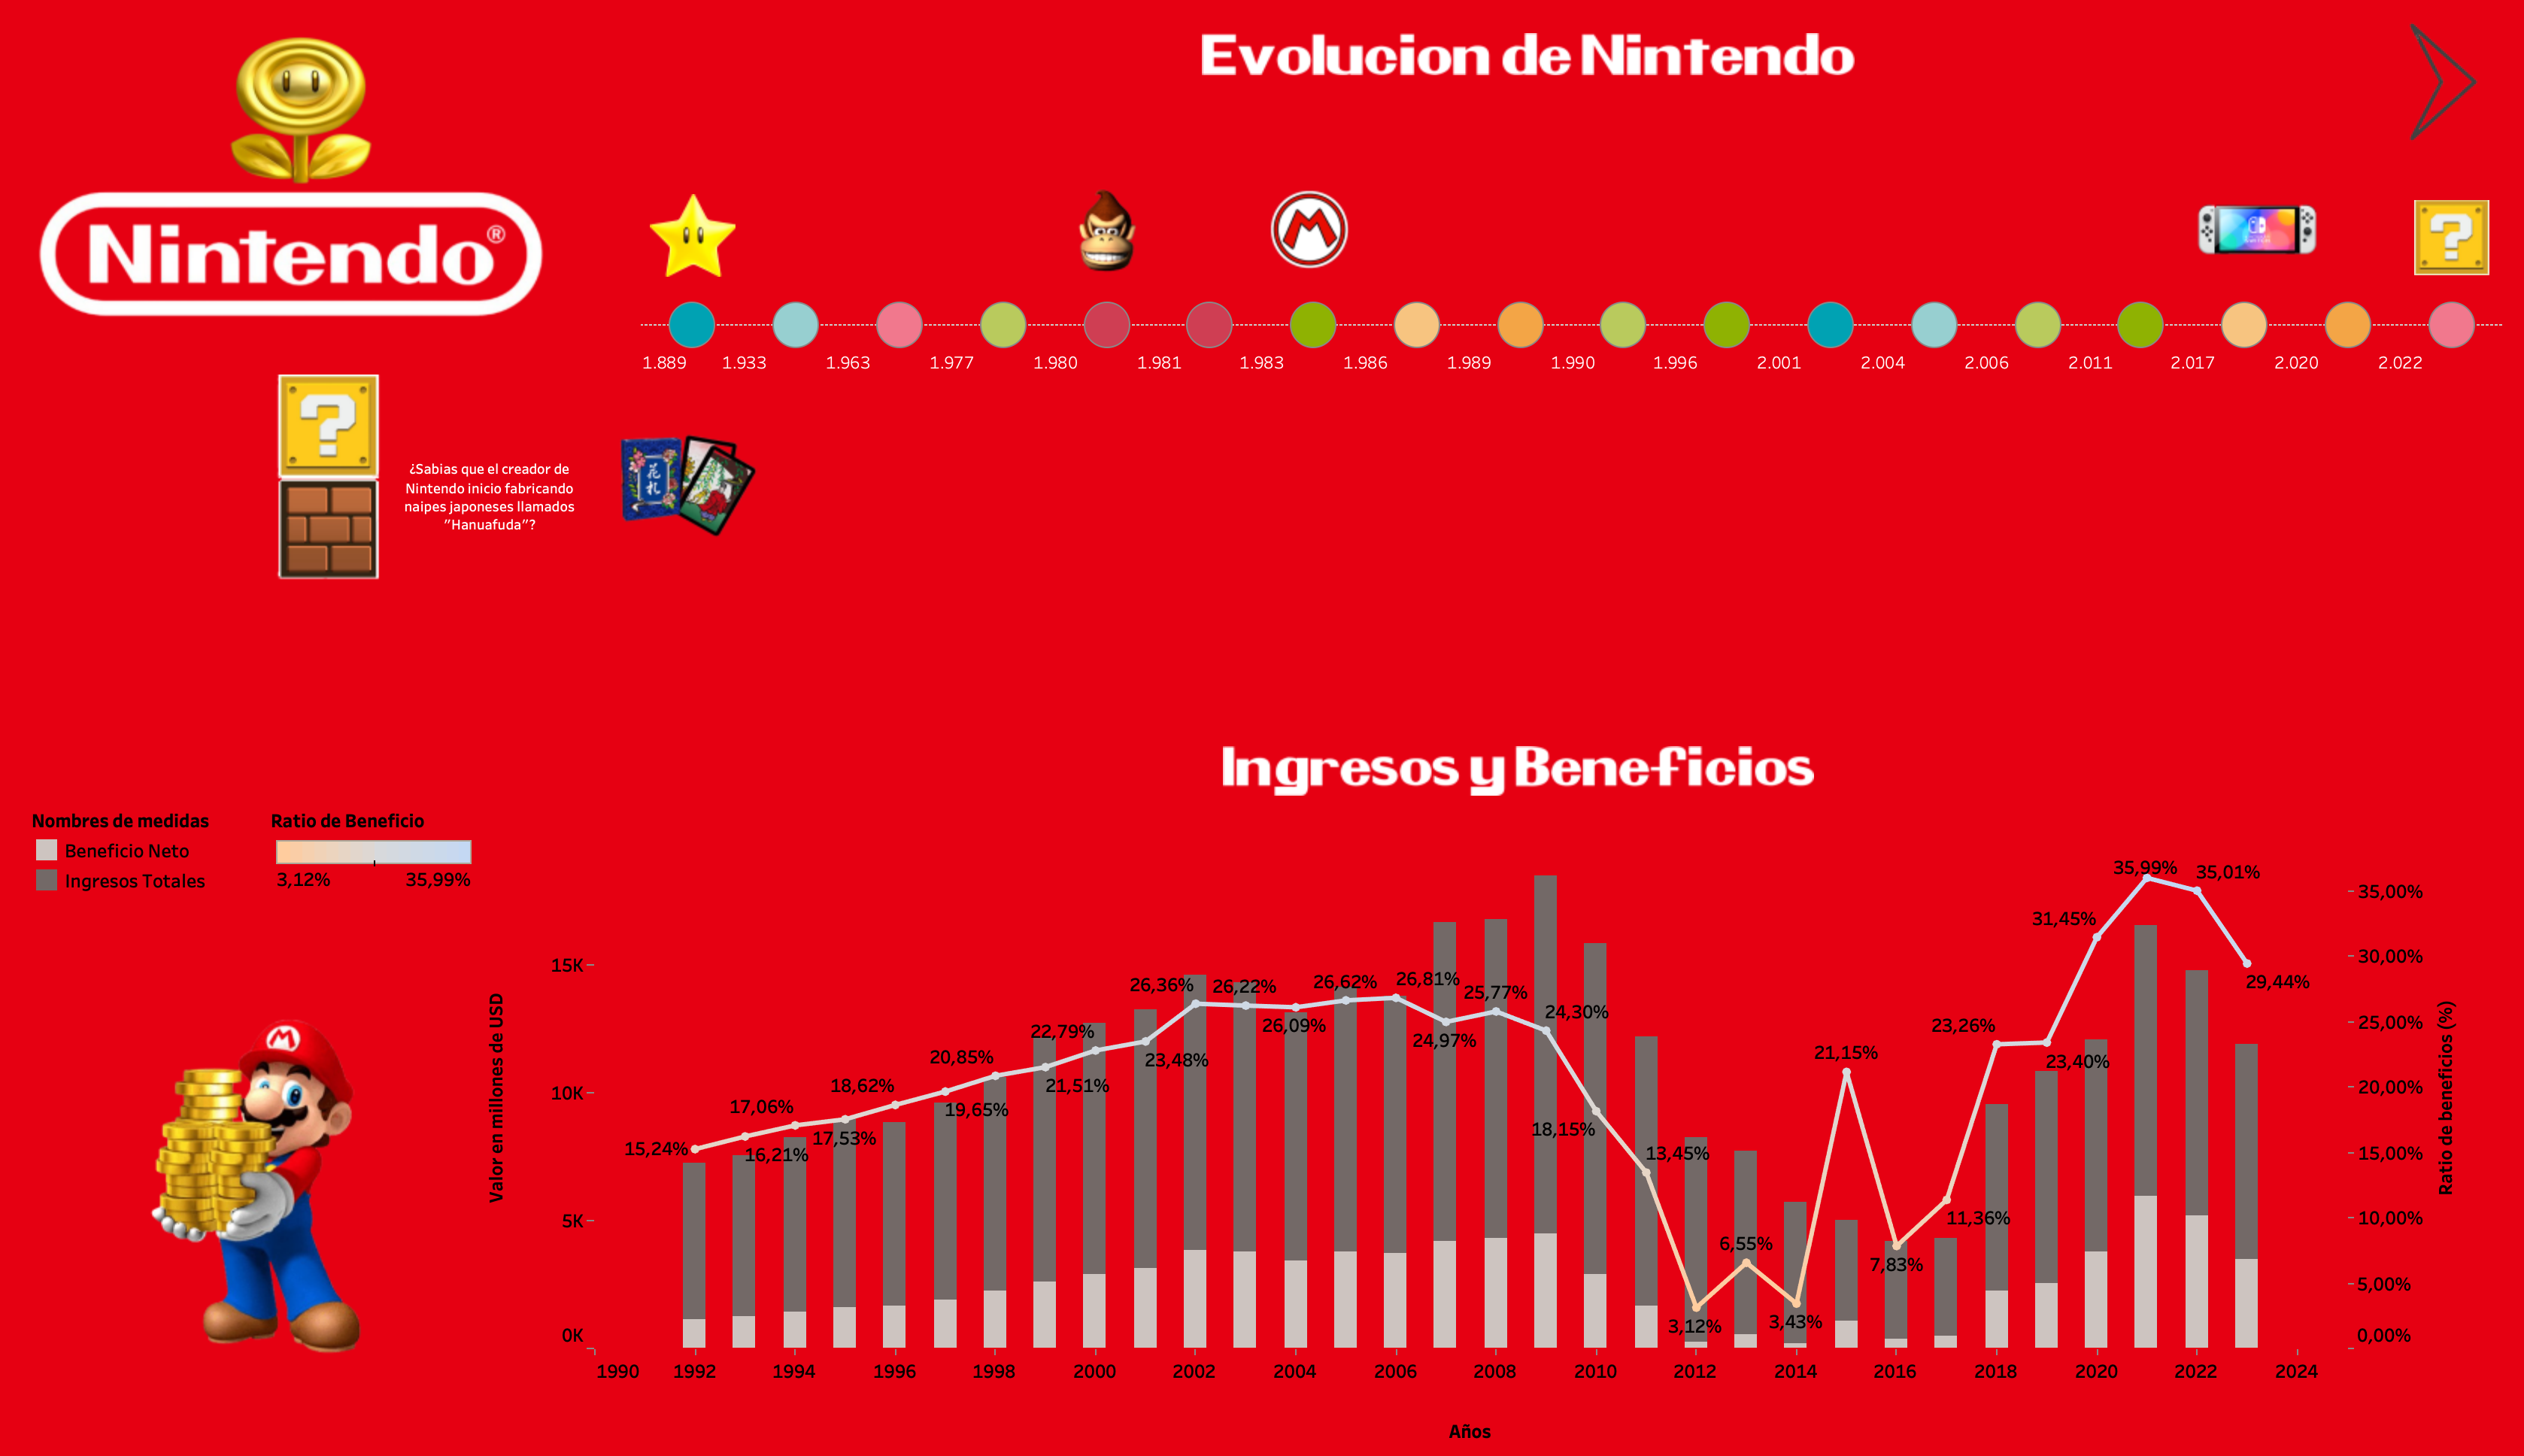 Evolucion de Nintendo
Nintendo®
1.889 1.933 1.963 1.977 1.980 1.981 1.983 1.986 1.989 1.990 1.996 2.001 2.004 2.006 2.011 2.017 2.020 2.022
¿Sabias que el creador de
Nintendo inicio fabricando
naipes japoneses llamados
"Hanuafuda"?
花
札
Ingresos y Beneficios
Nombres de medidas
Beneficio Neto
Ingresos Totales
Ratio de Beneficio
3,12% 35,99%
Valor en millones de USD
15K
10K
5K
0K
15,24%
16,21%
17,06%
17,53%
18,62%
19,65%
20,85%
21,51%
22,79%
23,48%
26,36%
26,22%
26,09%
26,62%
26,81%
24,97%
25,77%
24,30%
18,15%
13,45%
3,12%
6,55%
3,43%
21,15%
7,83%
11,36%
23,26%
23,40%
31,45%
35,99%
35,01%
29,44%
35,00%
30,00%
25,00%
20,00%
15,00%
10,00%
5,00%
0,00%
Ratio de beneficios (%)
1990 1992 1994 1996 1998 2000 2002 2004 2006 2008 2010 2012 2014 2016 2018 2020 2022 2024
Años